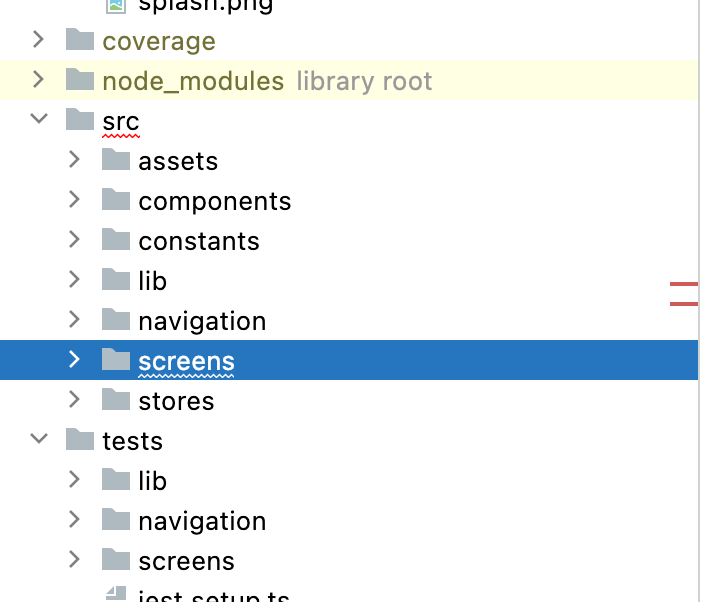 splash.png
coverage
node_modules library root
src
assets
components
constants
lib
navigation
screens
stores
tests
lib
navigation
screens
jest.setup.ts